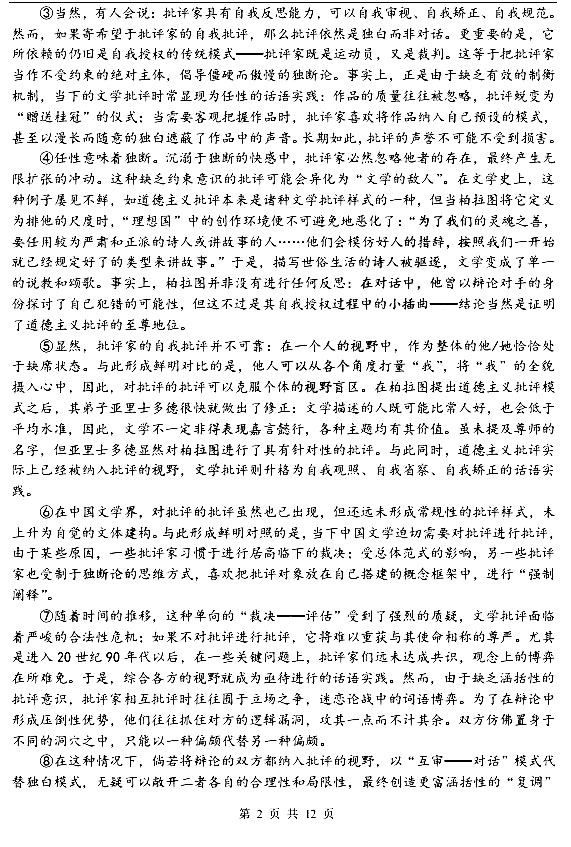 ③当然，有人会说：批评家具有自我反思能力，可以自我审视、自我矫正、自我规范。
然而，如果寄希望于批评家的自我批评，那么批评依然是独白而非对话。更重要的是，它
所依赖的仍旧是自我授权的传统模式——批评家既是运动员，又是裁判。这等于把批评家
当作不受约束的绝对主体，倡导僵硬而傲慢的独断论。事实上，正是由于缺乏有效的制衡
机制，当下的文学批评时常显现为任性的话语实践：作品的质量往往被忽略，批评蜕变为
“赠送桂冠”的仪式；当需要客观把握作品时，批评家喜欢将作品纳入自己预设的模式，
甚至以漫长而随意的独白遮蔽了作品中的声音。长期如此，批评的声誉不可能不受到损害。
④任性意味着独断。沉溺于独断的快感中，批评家必然忽略他者的存在，最终产生无
限扩张的冲动。这种缺乏约束意识的批评可能会异化为“文学的敌人”。在文学史上，这
种例子屡见不鲜，如道德主义批评本来是诸种文学批评样式的一种，但当柏拉图将它定义
为排他的尺度时，“理想国”中的创作环境便不可避免地恶化了：“为了我们的灵魂之善，
要任用较为严肃和正派的诗人或讲故事的人……他们会模仿好人的措辞，按照我们一开始
就已经规定好了的类型来讲故事。”于是，描写世俗生活的诗人被驱逐，文学变成了单一
的说教和颂歌。事实上，柏拉图并非没有进行任何反思：在对话中，他曾以辩论对手的身
份探讨了自己犯错的可能性，但这不过是其自我授权过程中的小插曲——结论当然是证明
了道德主义批评的至尊地位。
⑤显然，批评家的自我批评并不可靠：在一个人的视野中，作为整体的他/她恰恰处
于缺席状态。与此形成鲜明对比的是，他人可以从各个角度打量“我”，将“我”的全貌
摄入心中，因此，对批评的批评可以克服个体的视野盲区。在柏拉图提出道德主义批评模
式之后，其弟子亚里士多德很快就做出了修正：文学描述的人既可能比常人好，也会低于
平均水准，因此，文学不一定非得表现嘉言懿行，各种主题均有其价值。虽未提及尊师的
名字，但亚里士多德显然对柏拉图进行了具有针对性的批评。与此同时，道德主义批评实
际上已经被纳入批评的视野，文学批评则升格为自我观照、自我省察、自我矫正的话语实
践。
⑥在中国文学界，对批评的批评虽然也已出现，但还远未形成常规性的批评样式，未
上升为自觉的文体建构。与此形成鲜明对照的是，当下中国文学迫切需要对批评进行批评，
由于某些原因，一些批评家习惯于进行居高临下的裁决；受总体范式的影响，另一些批评
家也受制于独断论的思维方式，喜欢把批评对象放在自己搭建的概念框架中，进行“强制
阐释”。
⑦随着时间的推移，这种单向的“裁决——评估”受到了强烈的质疑，文学批评面临
着严峻的合法性危机；如果不对批评进行批评，它将难以重获与其使命相称的尊严。尤其
是进入 20 世纪 90 年代以后，在一些关键问题上，批评家们远未达成共识，观念上的博弈
在所难免。于是，综合各方的视野就成为亟待进行的话语实践。然而，由于缺乏涵括性的
批评意识，批评家相互批评时往往囿于立场之争，迷恋论战中的词语博弈。为了在辩论中
形成压倒性优势，他们往往抓住对方的逻辑漏洞，攻其一点而不计其余。双方仿佛置身于
不同的洞穴之中，只能以一种偏颇代替另一种偏颇。
⑧在这种情况下，倘若将辩论的双方都纳入批评的视野，以“互审——对话”模式代
替独白模式，无疑可以敞开二者各自的合理性和局限性，最终创造更富涵括性的“复调”
第 2 页 共 12 页